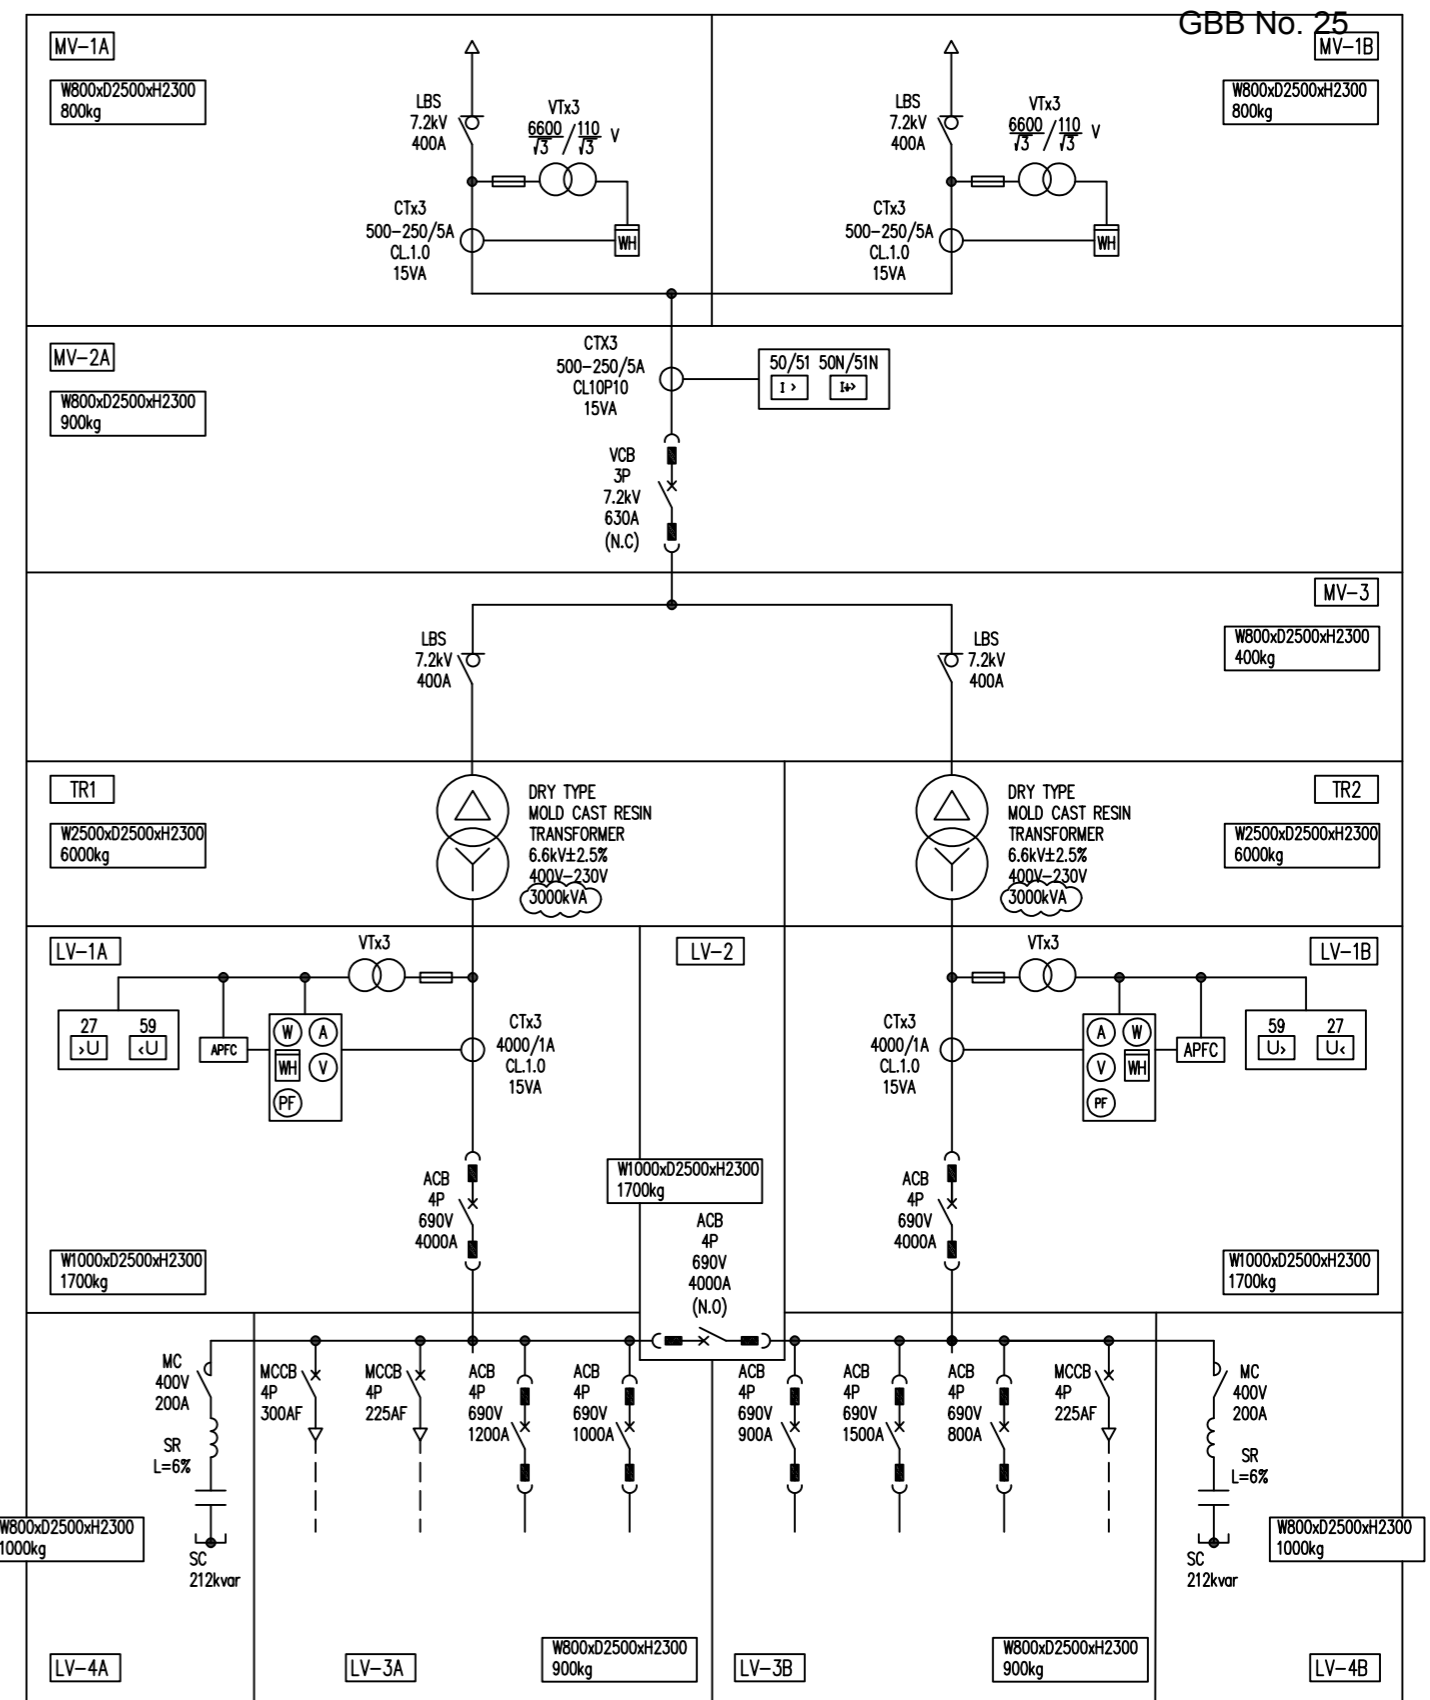 GBB No. 25
MV-1A
W800xD2500xH2300
800kg
LBS
7.2kV
400A
VTx3
6600/√3 / 110/√3 V
CTx3
500-250/5A
CL.1.0
15VA
WH
MV-1B
W800xD2500xH2300
800kg
LBS
7.2kV
400A
VTx3
6600/√3 / 110/√3 V
CTx3
500-250/5A
CL.1.0
15VA
WH
MV-2A
W800xD2500xH2300
900kg
CTX3
500-250/5A
CL10P10
15VA
50/51 50N/51N
I >
VCB
3P
7.2kV
630A
(N.C)
MV-3
W800xD2500xH2300
400kg
LBS
7.2kV
400A
LBS
7.2kV
400A
TR1
W2500xD2500xH2300
6000kg
DRY TYPE
MOLD CAST RESIN
TRANSFORMER
6.6kV±2.5%
400V-230V
3000kVA
TR2
W2500xD2500xH2300
6000kg
DRY TYPE
MOLD CAST RESIN
TRANSFORMER
6.6kV±2.5%
400V-230V
3000kVA
LV-1A
VTx3
27 59
>U <U
APFC
W A
WH V
PF
CTx3
4000/1A
CL.1.0
15VA
ACB
4P
690V
4000A
W1000xD2500xH2300
1700kg
LV-2
W1000xD2500xH2300
1700kg
ACB
4P
690V
4000A
(N.O)
LV-1B
VTx3
CTx3
4000/1A
CL.1.0
15VA
A W
V WH
PF
APFC
59 27
U> U<
ACB
4P
690V
4000A
W1000xD2500xH2300
1700kg
MC
400V
200A
SR
L=6%
W800xD2500xH2300
1000kg
SC
212kvar
LV-4A
MCCB
4P
300AF
MCCB
4P
225AF
ACB
4P
690V
1200A
ACB
4P
690V
1000A
W800xD2500xH2300
900kg
LV-3A
ACB
4P
690V
900A
ACB
4P
690V
1500A
ACB
4P
690V
800A
MCCB
4P
225AF
W800xD2500xH2300
900kg
LV-3B
MC
400V
200A
SR
L=6%
W800xD2500xH2300
1000kg
SC
212kvar
LV-4B